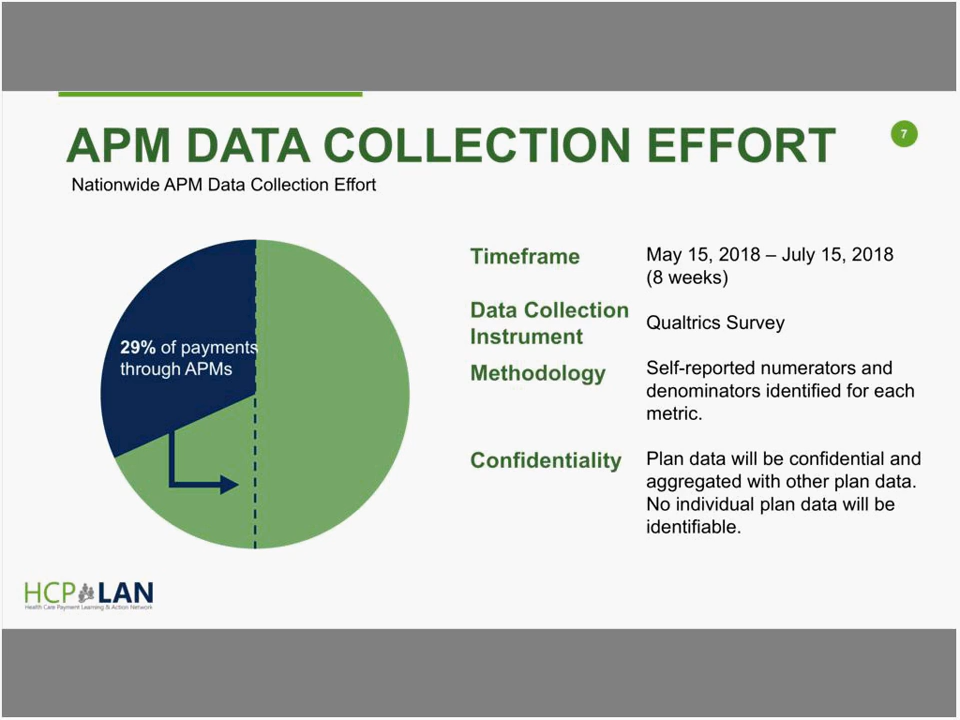 APM DATA COLLECTION EFFORT
7
Nationwide APM Data Collection Effort
29% of payments
through APMs
Timeframe
May 15, 2018 – July 15, 2018
(8 weeks)
Data Collection
Instrument
Qualtrics Survey
Methodology
Self-reported numerators and
denominators identified for each
metric.
Confidentiality
Plan data will be confidential and
aggregated with other plan data.
No individual plan data will be
identifiable.
HCP LAN
Health Care Payment Learning & Action Network